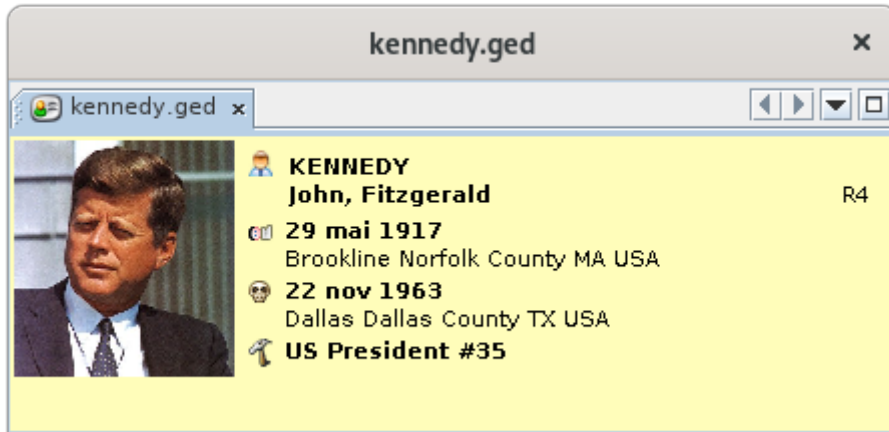 kennedy.ged
kennedy.ged
KENNEDY
John, Fitzgerald R4
29 mai 1917
Brookline Norfolk County MA USA
22 nov 1963
Dallas Dallas County TX USA
US President #35